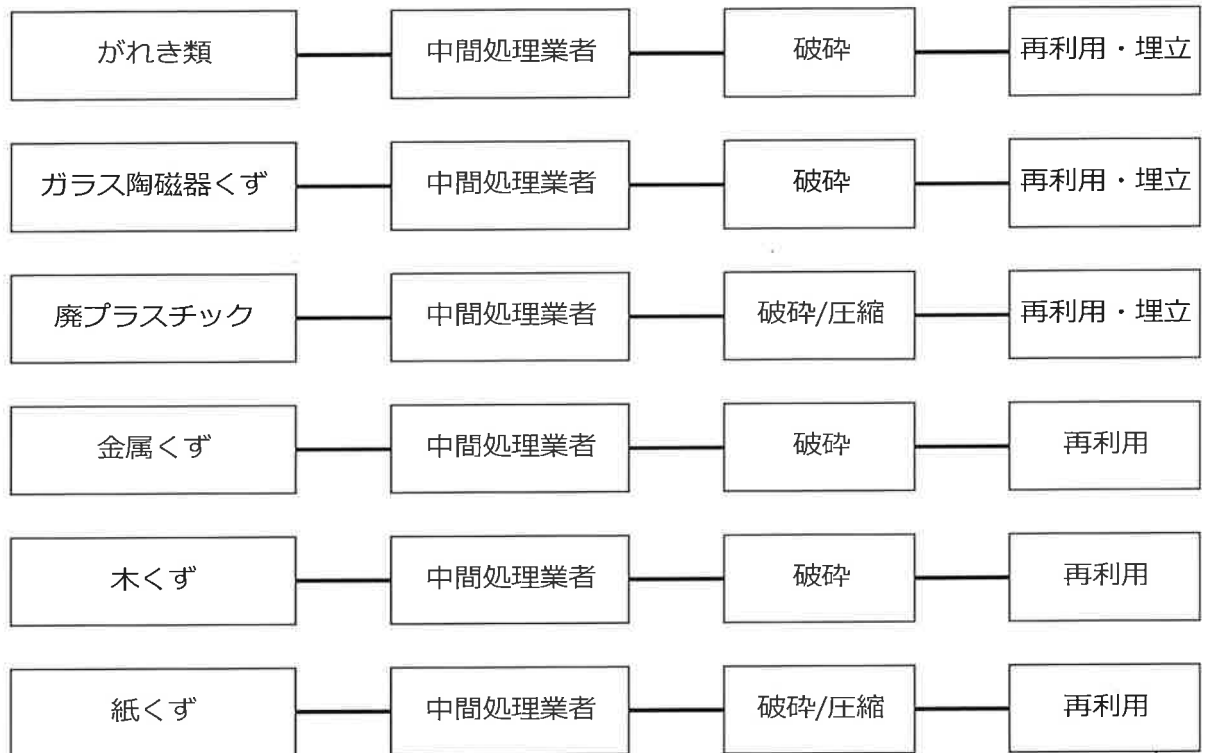 がれき類 中間処理業者 破砕 再利用・埋立
ガラス陶磁器くず 中間処理業者 破砕 再利用・埋立
廃プラスチック 中間処理業者 破砕/圧縮 再利用・埋立
金属くず 中間処理業者 破砕 再利用
木くず 中間処理業者 破砕 再利用
紙くず 中間処理業者 破砕/圧縮 再利用